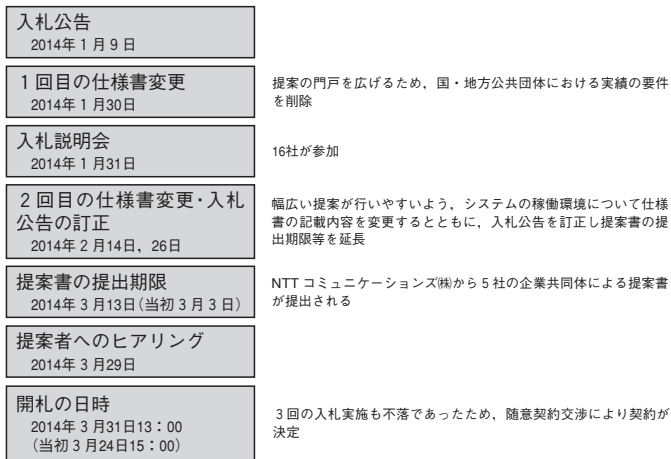 入札公告
2014年1月9日
1回目の仕様書変更
2014年1月30日
提案の門戸を広げるため，国・地方公共団体における実績の要件
を削除
入札説明会
2014年1月31日
16社が参加
2回目の仕様書変更・入札
公告の訂正
2014年2月14日，26日
幅広い提案が行いやすいよう，システムの稼働環境について仕様
書の記載内容を変更するとともに，入札公告を訂正し提案書の提
出期限等を延長
提案書の提出期限
2014年3月13日（当初3月3日）
NTTコミュニケーションズ㈱から5社の企業共同体による提案書
が提出される
提案者へのヒアリング
2014年3月29日
開札の日時
2014年3月31日13：00
（当初3月24日15：00）
3回の入札実施も不落であったため，随意契約交渉により契約が
決定